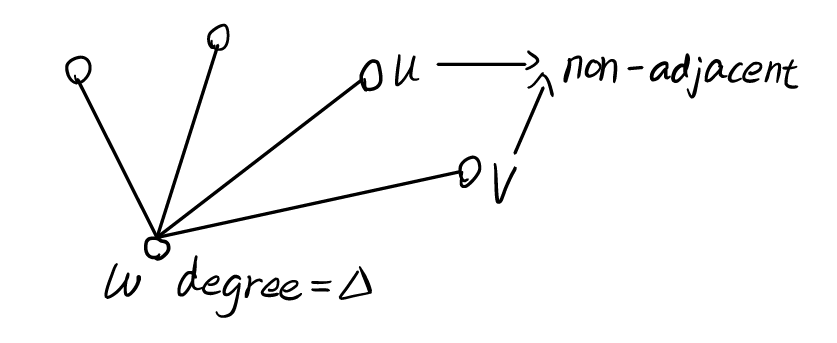 u
non-adjacent
v
w degree = Δ